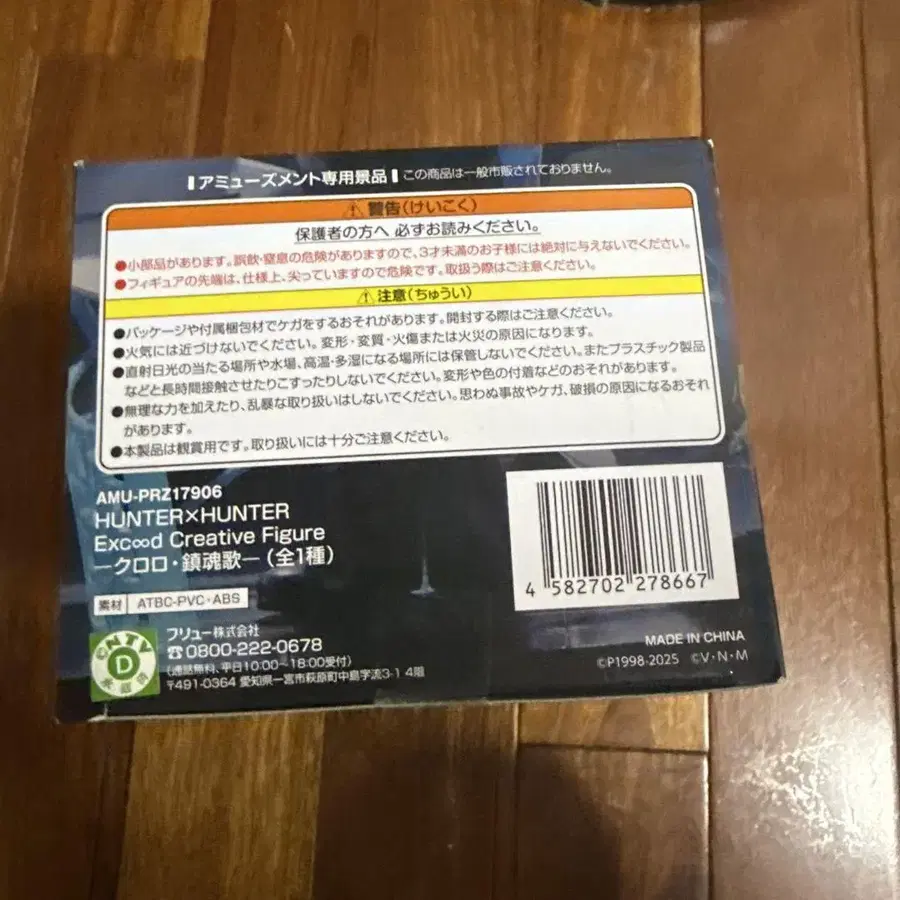 アミューズメント専用景品 この商品は一般市販されておりません。
警告(けいこく)
保護者の方へ 必ずお読みください。
●小部品があります。誤飲・窒息の危険がありますので、3才未満のお子様には絶対に与えないでください。
●フィギュアの先端は、仕様上、尖っていますので危険です。取扱う際はご注意ください。
注意(ちゅうい)
●パッケージや付属梱包材でケガをするおそれがあります。開封する際はご注意ください。
●火気には近づけないでください。変形・変質・火傷または火災の原因になります。
●直射日光の当たる場所や水場、高温・多湿になる場所には保管しないでください。またプラスチック製品
などと長時間接触させたりこすったりしないでください。変形や色の付着などのおそれがあります。
●無理な力を加えたり、乱暴な取り扱いはしないでください。思わぬ事故やケガ、破損の原因になるおそれ
があります。
●本製品は観賞用です。取り扱いには十分ご注意ください。
AMU-PRZ17906
HUNTER×HUNTER
Exc∞d Creative Figure
―クロロ・鎮魂歌―(全1種)
素材 ATBC-PVC・ABS
4 582702 278667
©NTV
D
フリュー株式会社
☎0800-222-0678
(通話無料、平日10:00~18:00受付)
〒491-0364 愛知県一宮市萩原町中島字流3-1 4階
MADE IN CHINA
©P1998-2025 ©V・N・M